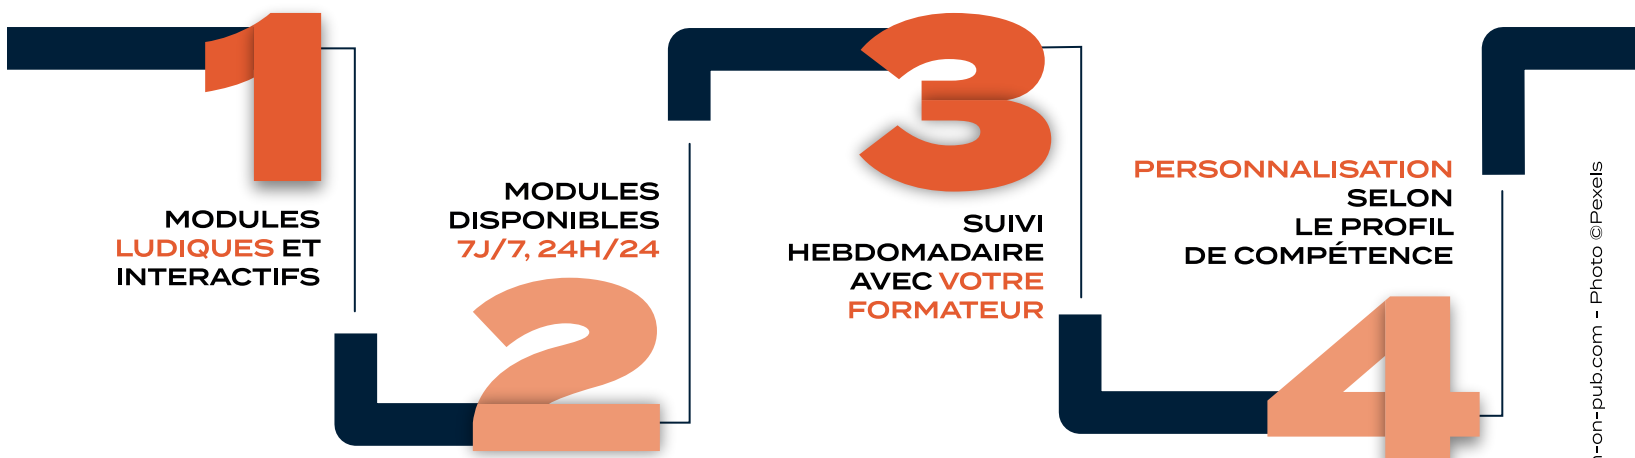 1
MODULES
LUDIQUES ET
INTERACTIFS
MODULES
DISPONIBLES
7J/7, 24H/24
2
3
SUIVI
HEBDOMADAIRE
AVEC VOTRE
FORMATEUR
PERSONNALISATION
SELON
LE PROFIL
DE COMPÉTENCE
4
-on-pub.com - Photo ©Pexels